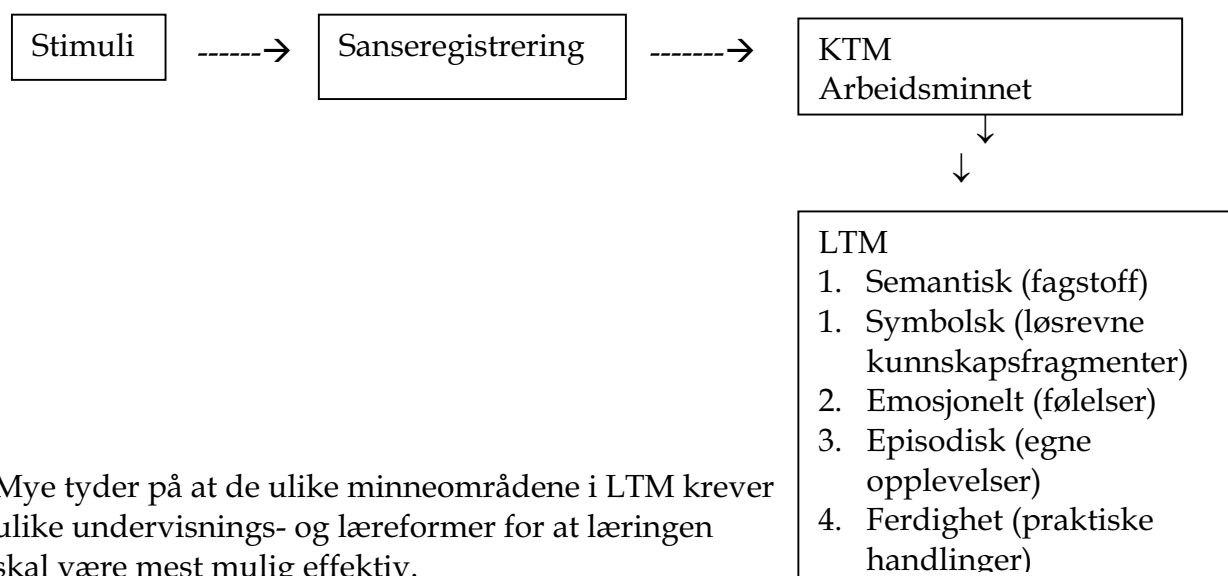 Stimuli ------→ Sanseregistrering -------→ KTM
Arbeidsminnet
↓
↓
LTM
1. Semantisk (fagstoff)
1. Symbolsk (løsrevne
kunnskapsfragmenter)
2. Emosjonelt (følelser)
3. Episodisk (egne
opplevelser)
4. Ferdighet (praktiske
handlinger)
Mye tyder på at de ulike minneområdene i LTM krever
ulike undervisnings- og læreformer for at læringen
skal være mest mulig effektiv.